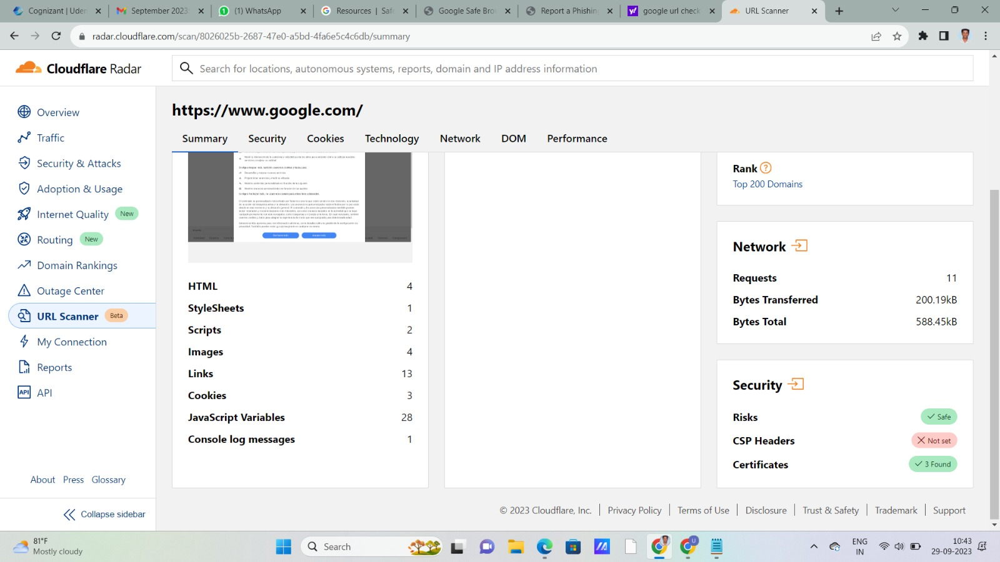 Cognizant | Uder
September 2023:
(1) WhatsApp
Resources | Safe
Google Safe Bro
Report a Phishin
google url check
URL Scanner
radar.cloudflare.com/scan/8026025b-2687-47e0-a5bd-4fa6e5c4c6db/summary
Cloudflare Radar
Search for locations, autonomous systems, reports, domain and IP address information
Overview
Traffic
Security & Attacks
Adoption & Usage
Internet Quality New
Routing New
Domain Rankings
Outage Center
URL Scanner Beta
My Connection
Reports
API API
About Press Glossary
Collapse sidebar
https://www.google.com/
Summary Security Cookies Technology Network DOM Performance
HTML 4
StyleSheets 1
Scripts 2
Images 4
Links 13
Cookies 3
JavaScript Variables 28
Console log messages 1
Rank ?
Top 200 Domains
Network
Requests 11
Bytes Transferred 200.19kB
Bytes Total 588.45kB
Security
Risks Safe
CSP Headers Not set
Certificates 3 Found
© 2023 Cloudflare, Inc. Privacy Policy Terms of Use Disclosure Trust & Safety Trademark Support
81°F
Mostly cloudy
Search
U
ENG
IN
10:43
29-09-2023